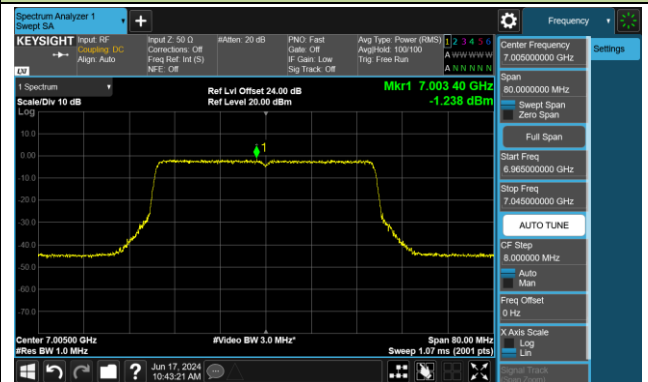 Spectrum Analyzer 1
Swept SA
Frequency
KEYSIGHT
Input: RF
Coupling: DC
Align: Auto
Input Z: 50 Ω
Corrections: Off
Freq Ref: Int (S)
NFE: Off
#Atten: 20 dB
PNO: Fast
Gate: Off
IF Gain: Low
Sig Track: Off
Avg Type: Power (RMS)
Avg|Hold: 100/100
Trig: Free Run
1 2 3 4 5 6
A W W W W W
A N N N N N
LXI
1 Spectrum
Scale/Div 10 dB
Log
Ref Lvl Offset 24.00 dB
Ref Level 20.00 dBm
Mkr1 7.003 40 GHz
-1.238 dBm
10.0
0.00
-10.0
-20.0
-30.0
-40.0
-50.0
-60.0
-70.0
1
Center 7.00500 GHz
#Res BW 1.0 MHz
#Video BW 3.0 MHz*
Span 80.00 MHz
Sweep 1.07 ms (2001 pts)
Jun 17, 2024
10:43:21 AM
Center Frequency
7.005000000 GHz
Settings
Span
80.0000000 MHz
Swept Span
Zero Span
Full Span
Start Freq
6.965000000 GHz
Stop Freq
7.045000000 GHz
AUTO TUNE
CF Step
8.000000 MHz
Auto
Man
Freq Offset
0 Hz
X Axis Scale
Log
Lin
Signal Track
(Span Zoom)